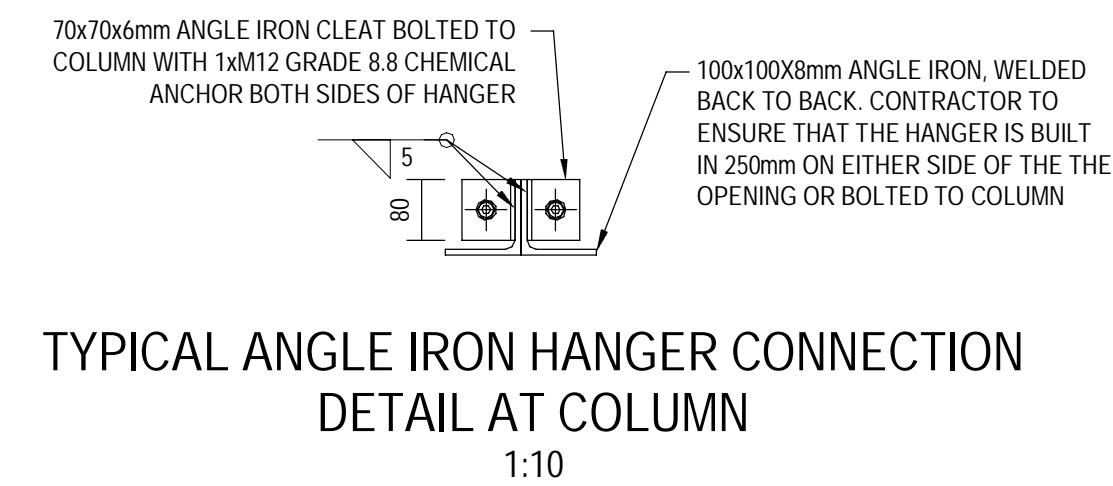 70x70x6mm ANGLE IRON CLEAT BOLTED TO
COLUMN WITH 1xM12 GRADE 8.8 CHEMICAL
ANCHOR BOTH SIDES OF HANGER
100x100X8mm ANGLE IRON, WELDED
BACK TO BACK. CONTRACTOR TO
ENSURE THAT THE HANGER IS BUILT
IN 250mm ON EITHER SIDE OF THE THE
OPENING OR BOLTED TO COLUMN
5
80
TYPICAL ANGLE IRON HANGER CONNECTION
DETAIL AT COLUMN
1:10